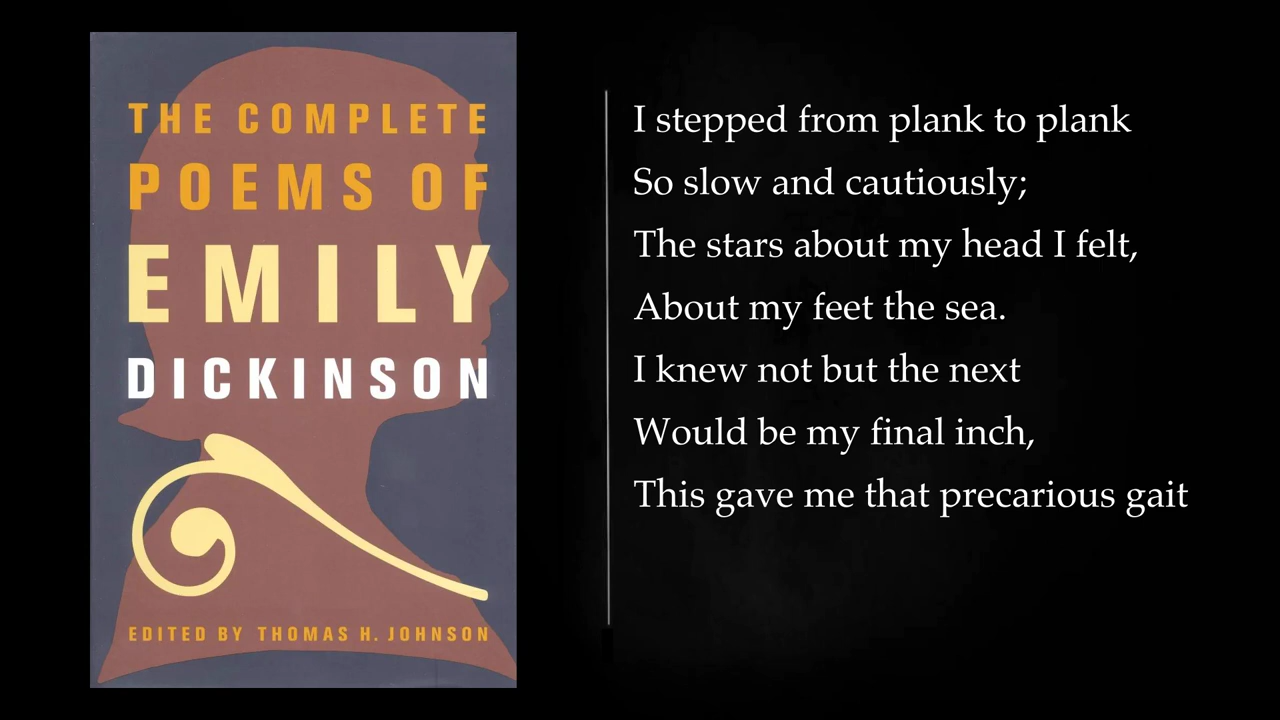 THE COMPLETE
POEMS OF
EMILY
DICKINSON
EDITED BY THOMAS H. JOHNSON
I stepped from plank to plank
So slow and cautiously;
The stars about my head I felt,
About my feet the sea.
I knew not but the next
Would be my final inch,
This gave me that precarious gait